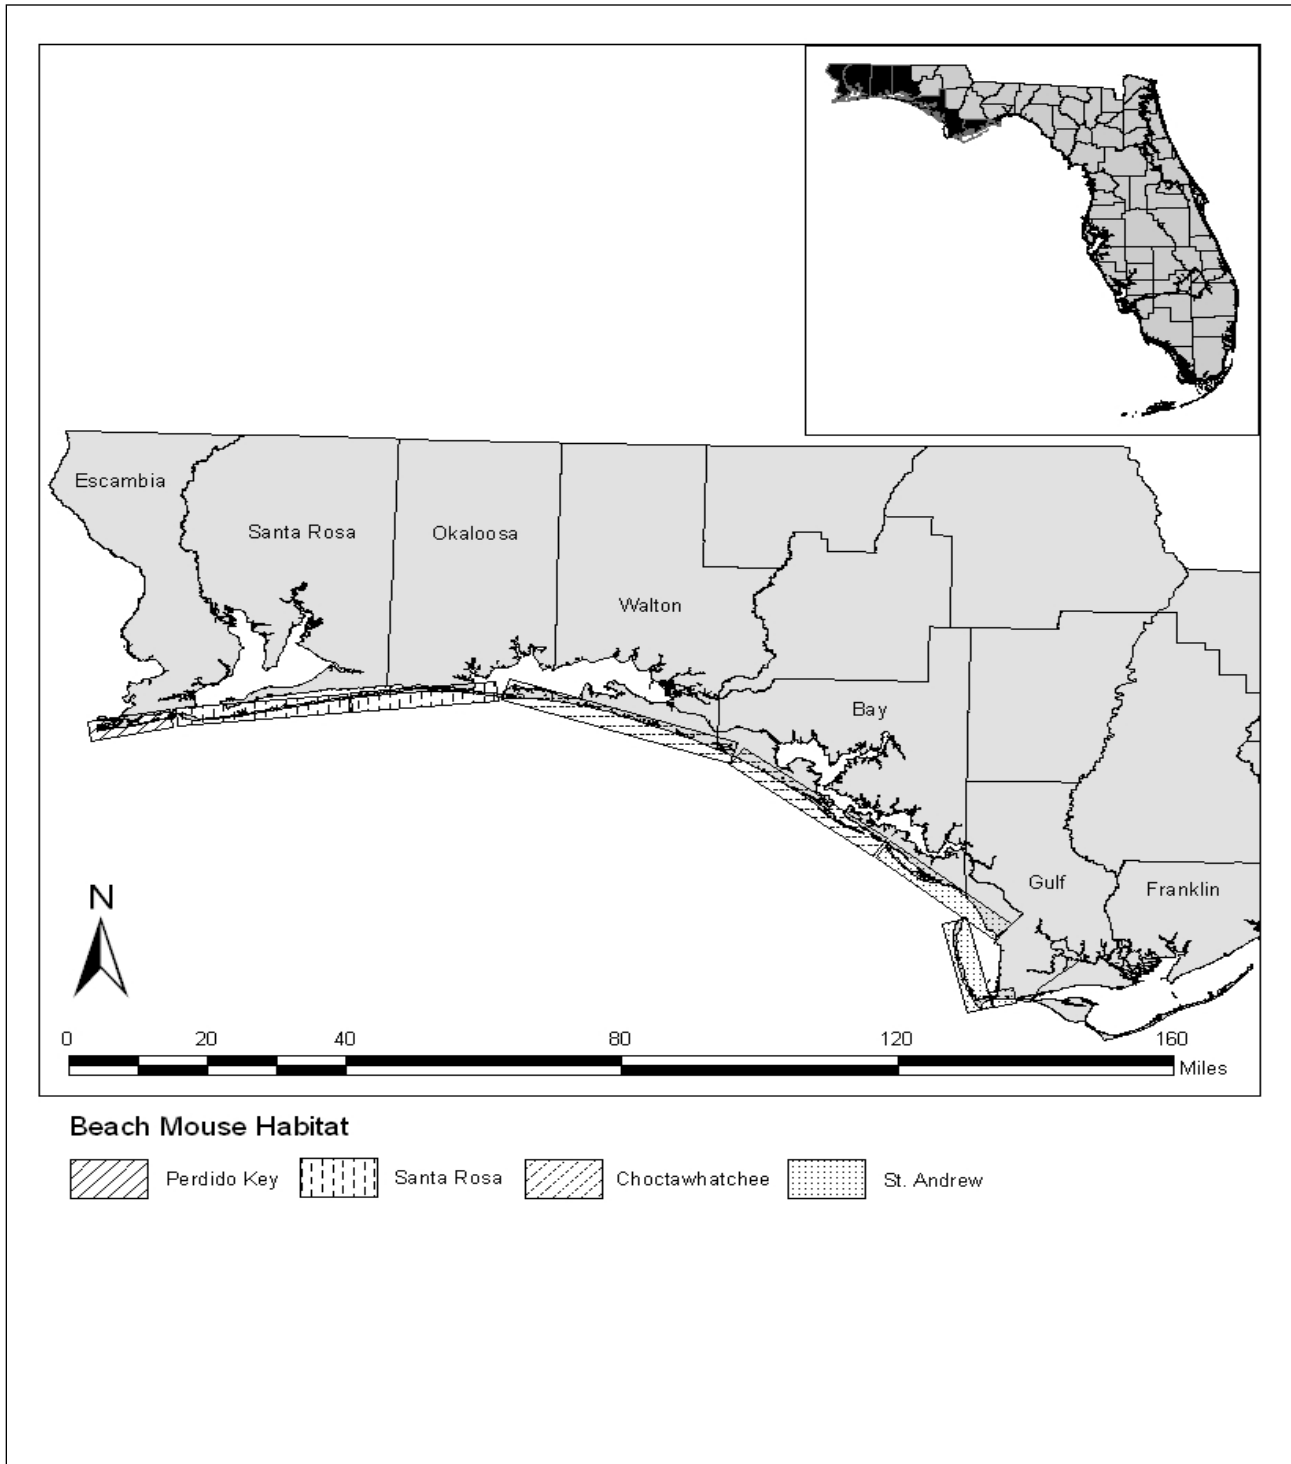 Escambia
Santa Rosa
Okaloosa
Walton
Bay
Gulf
Franklin
N
0 20 40 80 120 160
Miles
Beach Mouse Habitat
Perdido Key Santa Rosa Choctawhatchee St. Andrew